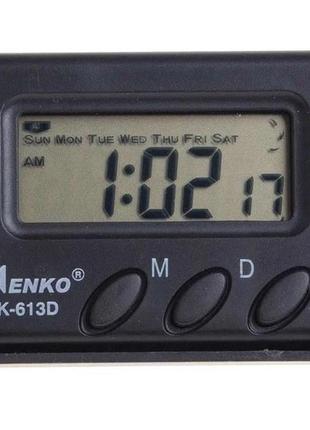 SUN MON TUE WED THU FRI SAT
AM 1:02 17
ENKO®
M D
K-613D